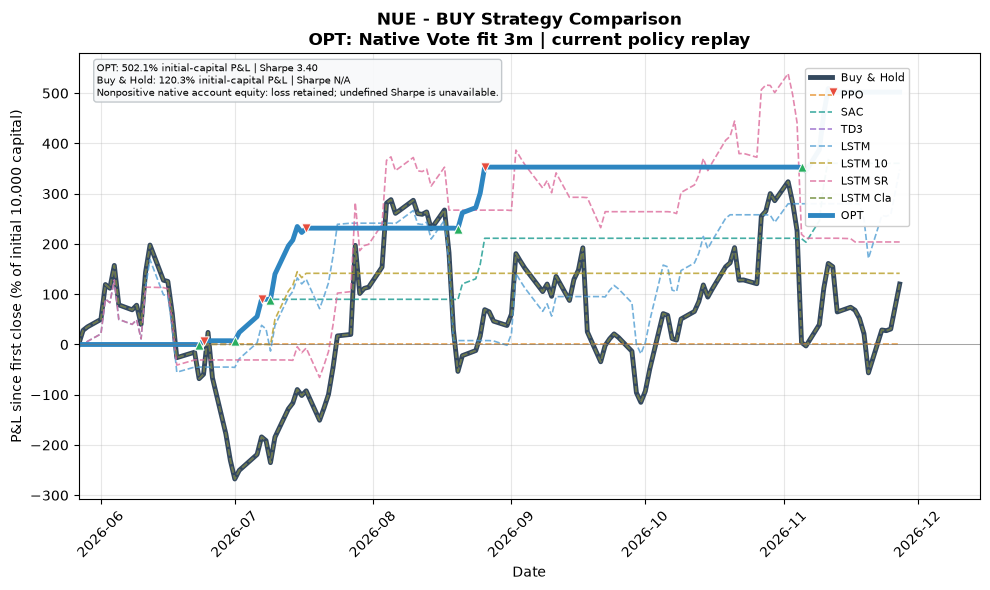 NUE - BUY Strategy Comparison
OPT: Native Vote fit 3m | current policy replay
OPT: 502.1% initial-capital P&L | Sharpe 3.40
Buy & Hold: 120.3% initial-capital P&L | Sharpe N/A
Nonpositive native account equity: loss retained; undefined Sharpe is unavailable.
Buy & Hold
PPO
SAC
TD3
LSTM
LSTM 10
LSTM SR
LSTM Cla
OPT
P&L since first close (% of initial 10,000 capital)
500
400
300
200
100
0
−100
−200
−300
2026-06
2026-07
2026-08
2026-09
2026-10
2026-11
2026-12
Date